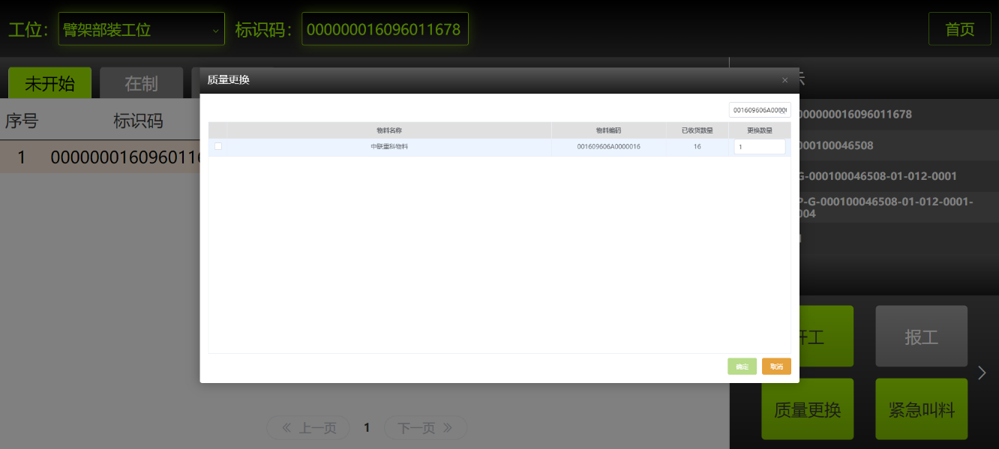 工位： 臂架部装工位 标识码： 000000016096011678 首页
未开始 在制
质量更换 ×
001609606A0000
序号 标识码
物料名称 物料编码 已收货数量 更换数量
000000016096011678
1 00000001609601
中联重科物料 001609606A0000016 16 1
000100046508
G-000100046508-01-012-0001
P-G-000100046508-01-012-0001-
004
开工 报工
确定 取消
质量更换 紧急叫料
上一页 1 下一页